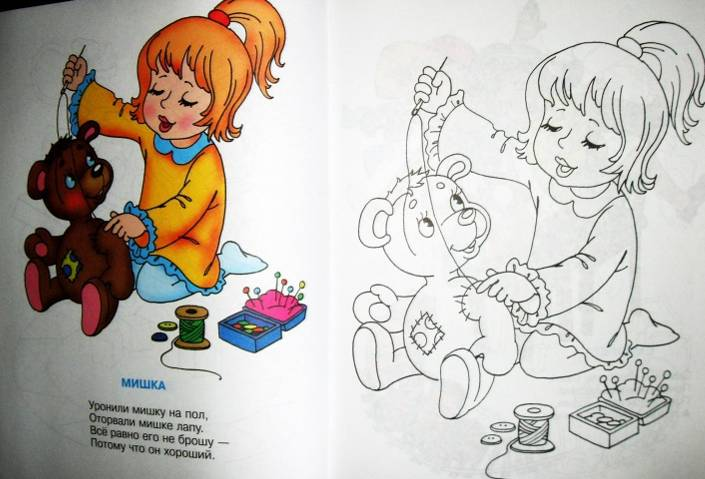 МИШКА
Уронили мишку на пол,
Оторвали мишке лапу.
Всё равно его не брошу —
Потому что он хороший.